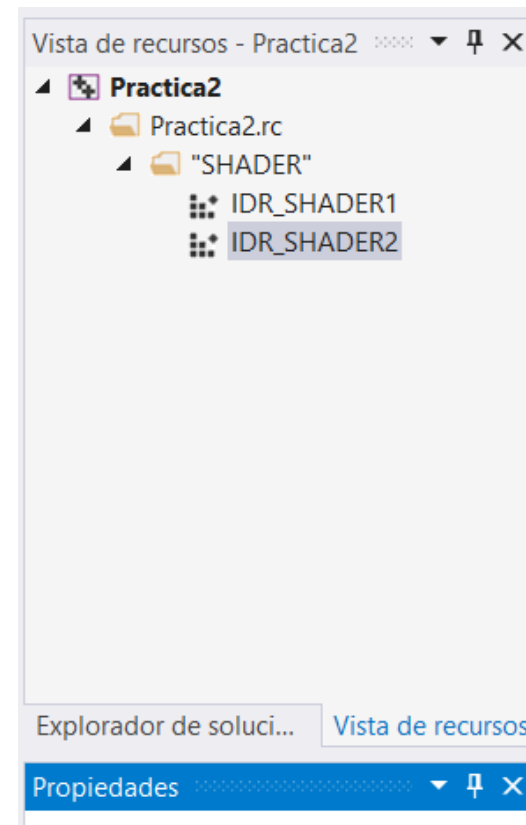 Vista de recursos - Practica2
Practica2
Practica2.rc
"SHADER"
IDR_SHADER1
IDR_SHADER2
Explorador de soluci...
Vista de recursos
Propiedades